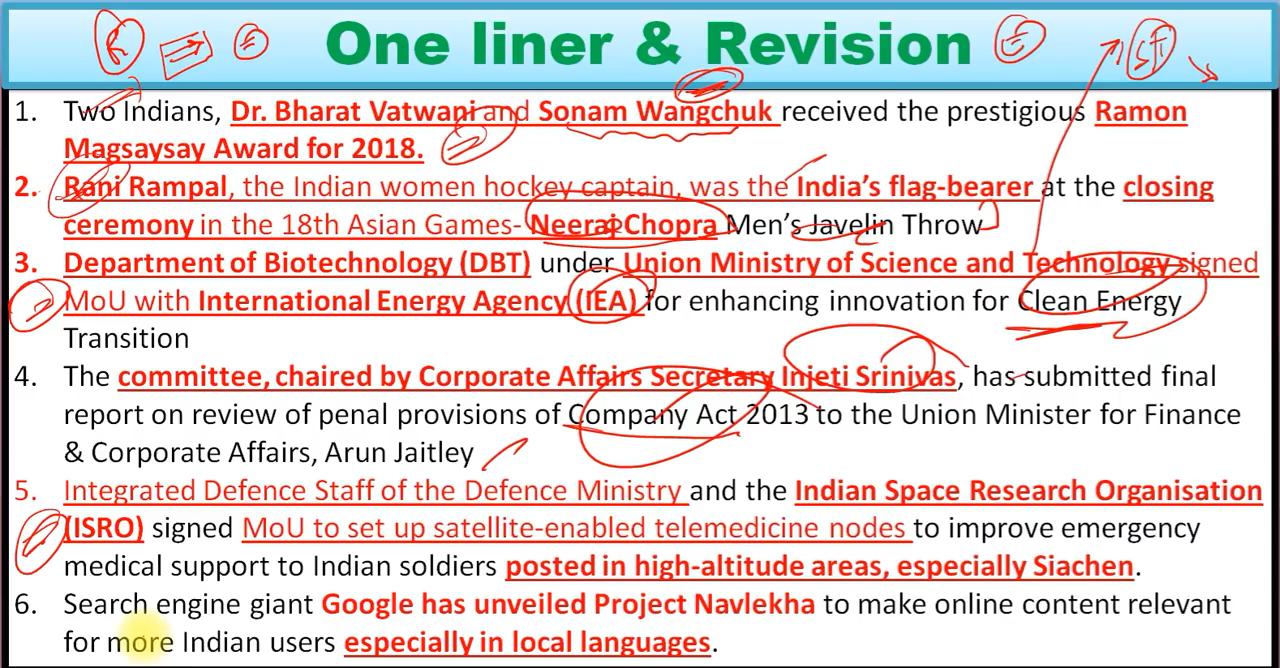 One liner & Revision
1. Two Indians, Dr. Bharat Vatwani and Sonam Wangchuk received the prestigious Ramon
Magsaysay Award for 2018.
2. Rani Rampal, the Indian women hockey captain, was the India's flag-bearer at the closing
ceremony in the 18th Asian Games- Neeraj Chopra Men's Javelin Throw
3. Department of Biotechnology (DBT) under Union Ministry of Science and Technology signed
MoU with International Energy Agency (IEA) for enhancing innovation for Clean Energy
Transition
4. The committee, chaired by Corporate Affairs Secretary Injeti Srinivas, has submitted final
report on review of penal provisions of Company Act 2013 to the Union Minister for Finance
& Corporate Affairs, Arun Jaitley
5. Integrated Defence Staff of the Defence Ministry and the Indian Space Research Organisation
(ISRO) signed MoU to set up satellite-enabled telemedicine nodes to improve emergency
medical support to Indian soldiers posted in high-altitude areas, especially Siachen.
6. Search engine giant Google has unveiled Project Navlekha to make online content relevant
for more Indian users especially in local languages.